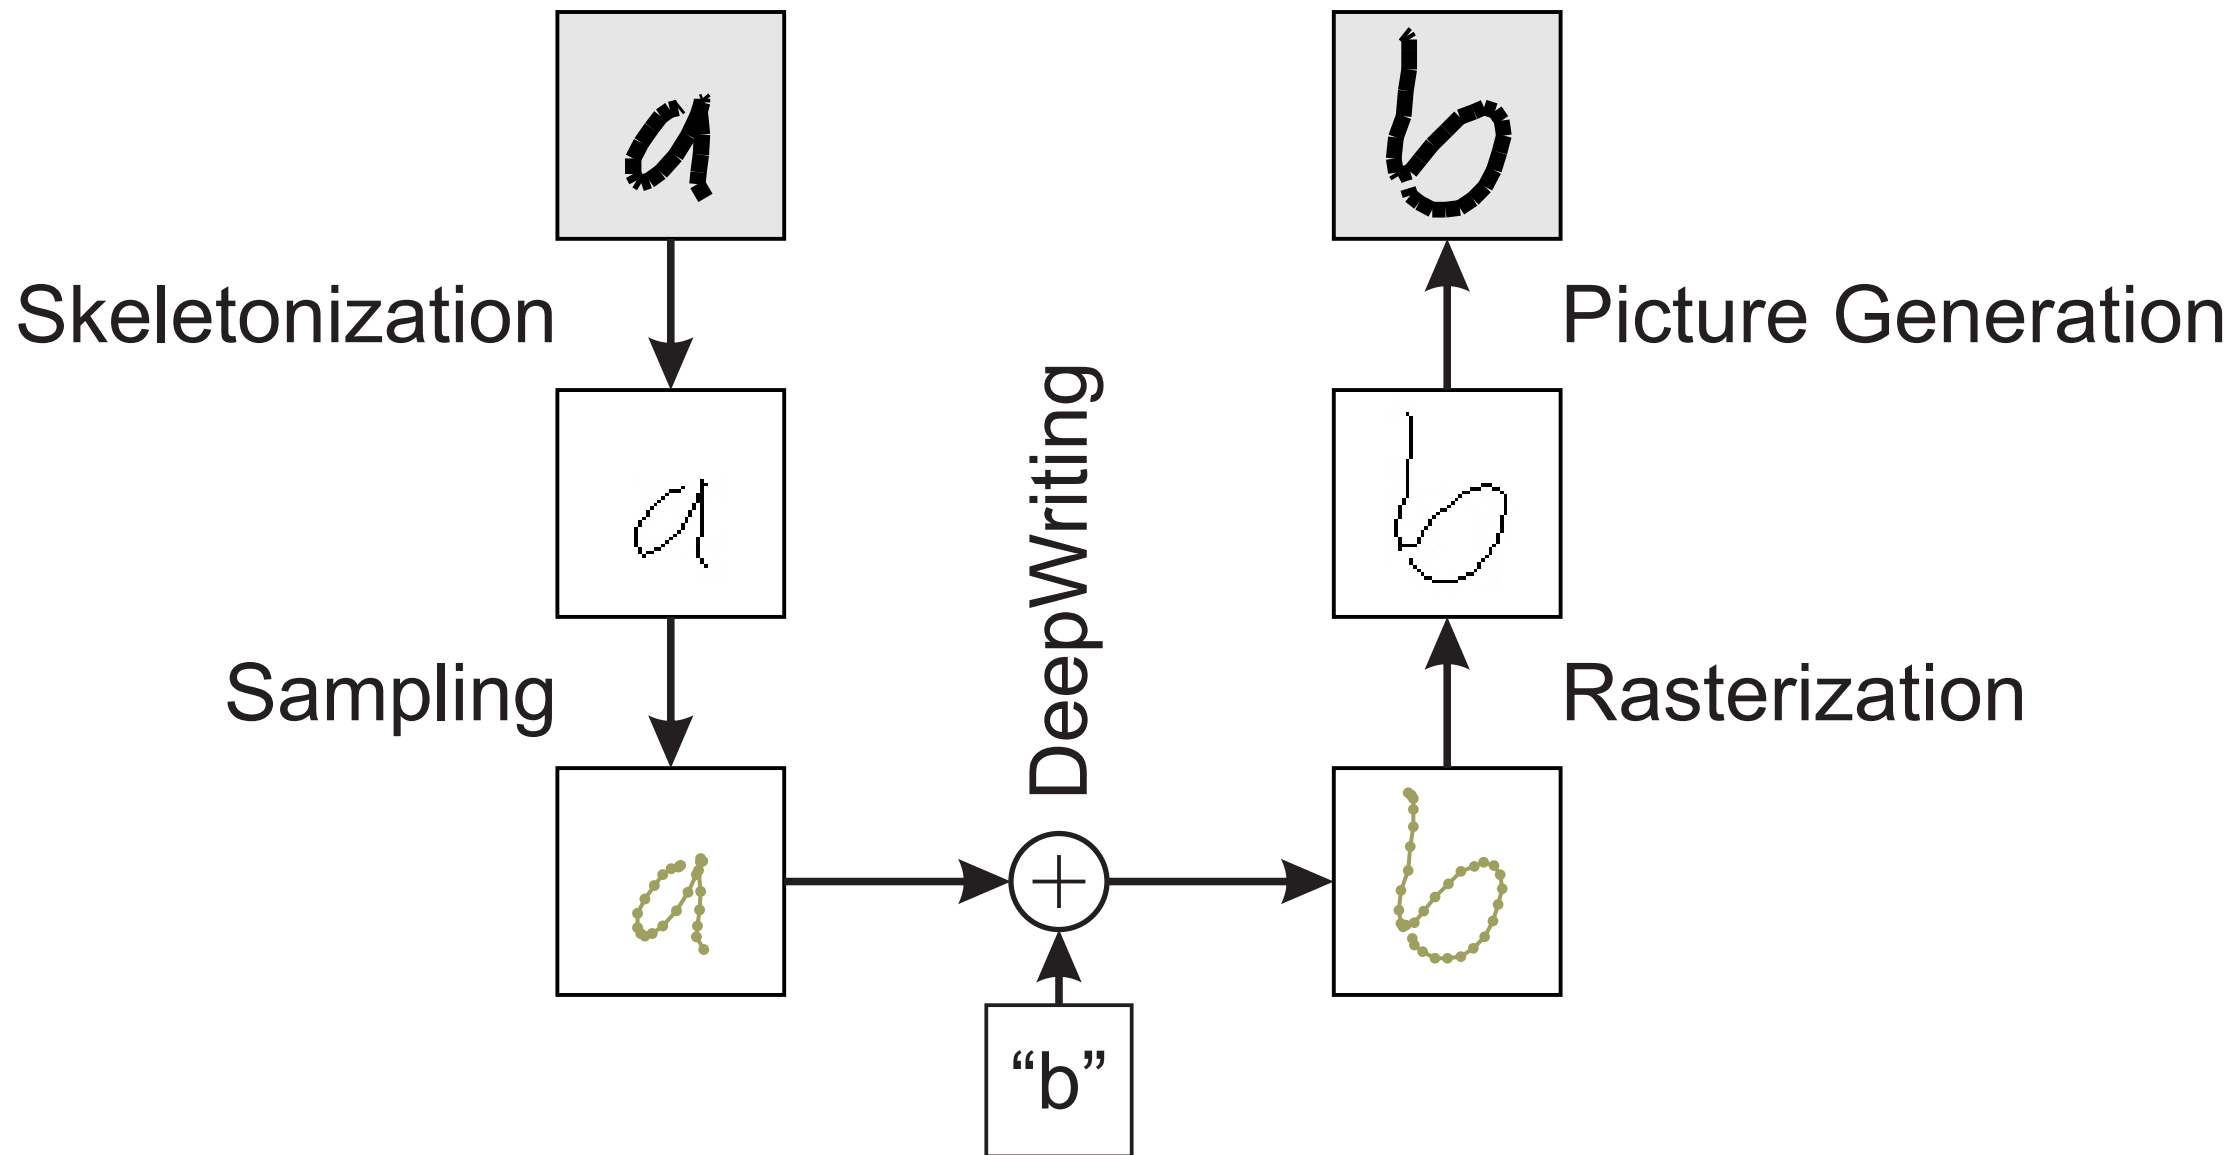 a
b
Skeletonization
Picture Generation
a
b
DeepWriting
Sampling
Rasterization
a
b
“b”